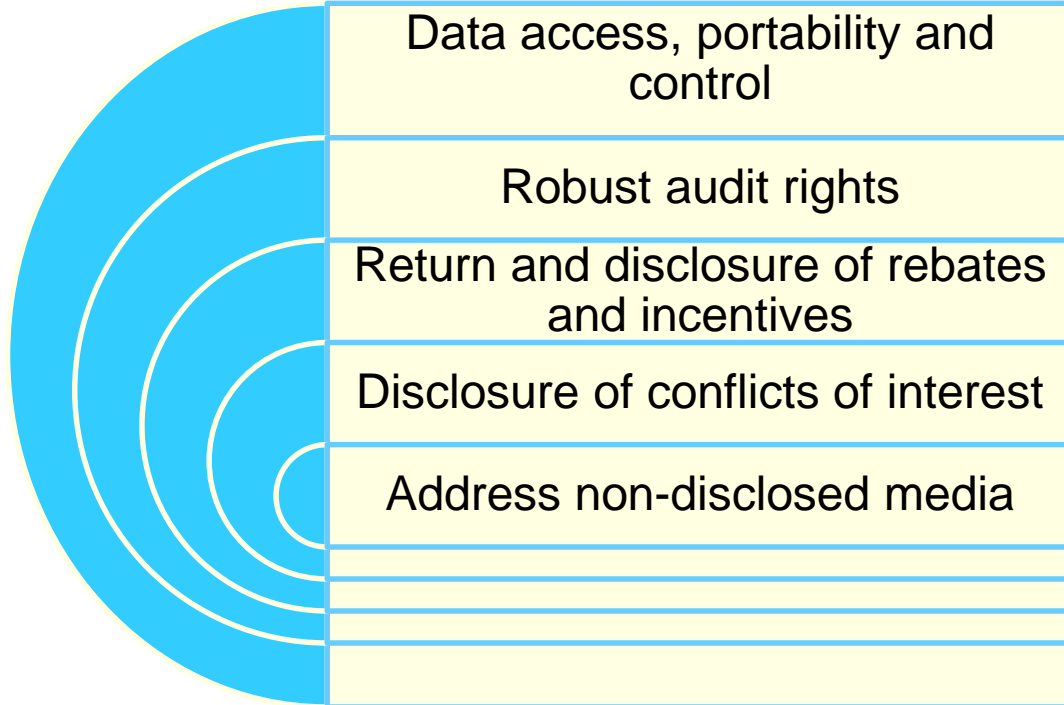 Data access, portability and
control
Robust audit rights
Return and disclosure of rebates
and incentives
Disclosure of conflicts of interest
Address non-disclosed media